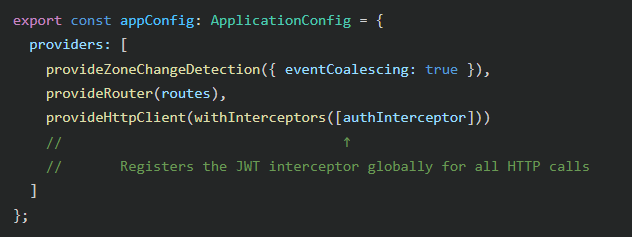 export const appConfig: ApplicationConfig = {
  providers: [
    provideZoneChangeDetection({ eventCoalescing: true }),
    provideRouter(routes),
    provideHttpClient(withInterceptors([authInterceptor]))
    //                                  ↑
    //       Registers the JWT interceptor globally for all HTTP calls
  ]
};